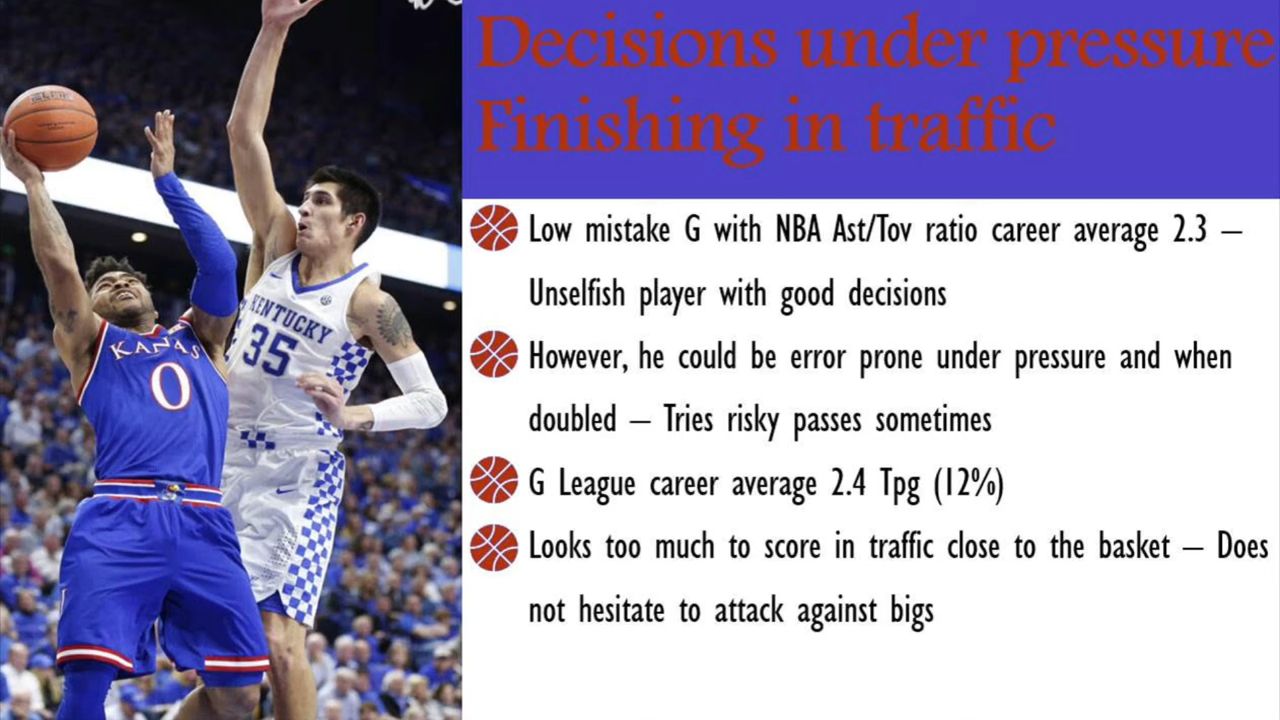 Decisions under pressure
Finishing in traffic
Low mistake G with NBA Ast/Tov ratio career average 2.3 –
Unselfish player with good decisions
However, he could be error prone under pressure and when
doubled – Tries risky passes sometimes
G League career average 2.4 Tpg (12%)
Looks too much to score in traffic close to the basket – Does
not hesitate to attack against bigs
KANSAS
0
KENTUCKY
35